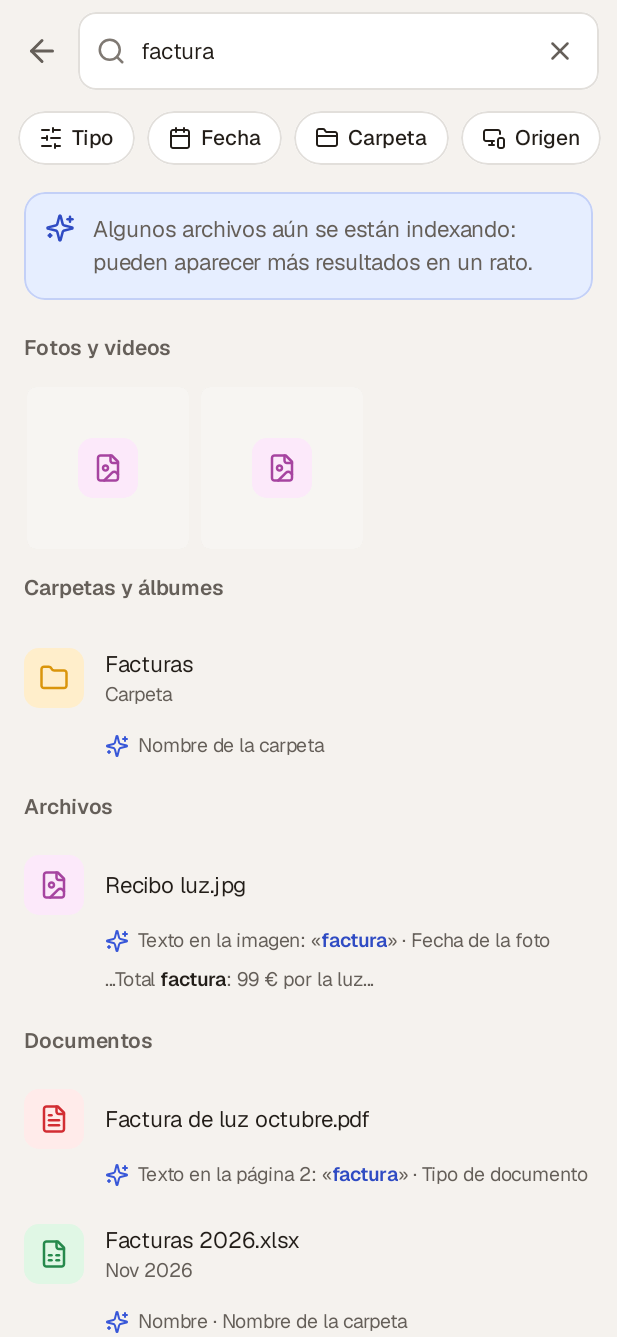 factura
Tipo
Fecha
Carpeta
Origen
Algunos archivos aún se están indexando:
pueden aparecer más resultados en un rato.
Fotos y videos
Carpetas y álbumes
Facturas
Carpeta
Nombre de la carpeta
Archivos
Recibo luz.jpg
Texto en la imagen: «factura» · Fecha de la foto
...Total factura: 99 € por la luz...
Documentos
Factura de luz octubre.pdf
Texto en la página 2: «factura» · Tipo de documento
Facturas 2026.xlsx
Nov 2026
Nombre · Nombre de la carpeta